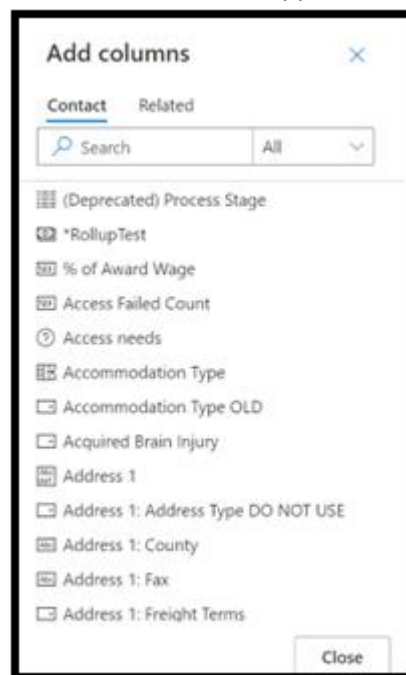 Add columns
Contact Related
Search All
(Deprecated) Process Stage
*RollupTest
% of Award Wage
Access Failed Count
Access needs
Accommodation Type
Accommodation Type OLD
Acquired Brain Injury
Address 1
Address 1: Address Type DO NOT USE
Address 1: County
Address 1: Fax
Address 1: Freight Terms
Close